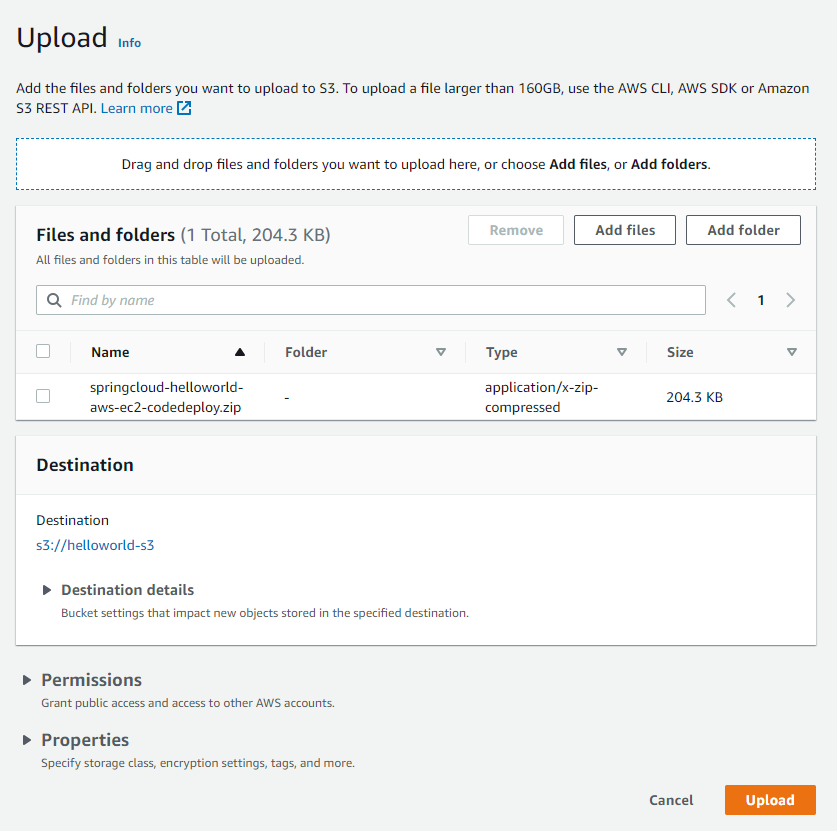 Upload Info
Add the files and folders you want to upload to S3. To upload a file larger than 160GB, use the AWS CLI, AWS SDK or Amazon
S3 REST API. Learn more
Drag and drop files and folders you want to upload here, or choose Add files, or Add folders.
Files and folders (1 Total, 204.3 KB)
Remove Add files Add folder
All files and folders in this table will be uploaded.
Find by name
1
Name Folder Type Size
springcloud-helloworld-
aws-ec2-codedeploy.zip
-
application/x-zip-
compressed
204.3 KB
Destination
Destination
s3://helloworld-s3
Destination details
Bucket settings that impact new objects stored in the specified destination.
Permissions
Grant public access and access to other AWS accounts.
Properties
Specify storage class, encryption settings, tags, and more.
Cancel Upload